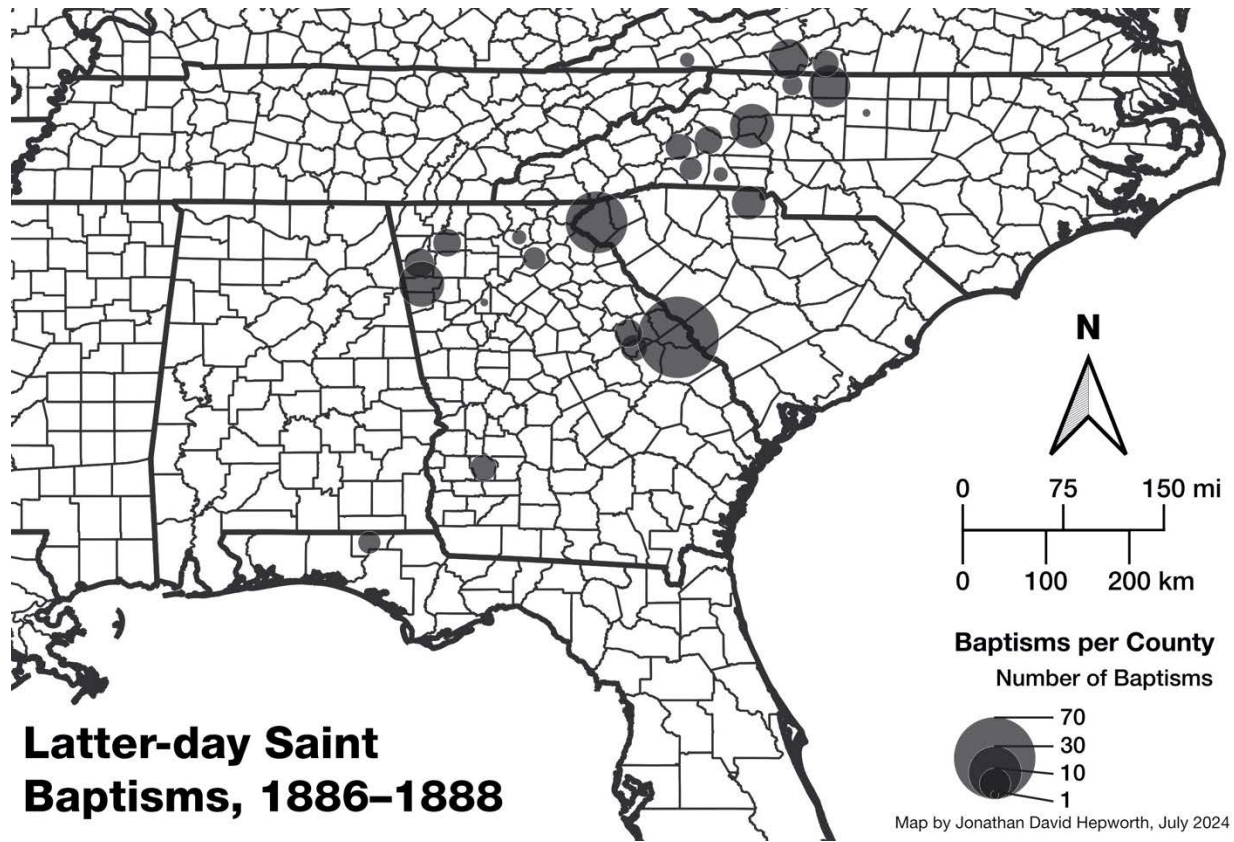 N
0 75 150 mi
0 100 200 km
Baptisms per County
Number of Baptisms
70
30
10
1
Latter-day Saint
Baptisms, 1886–1888
Map by Jonathan David Hepworth, July 2024